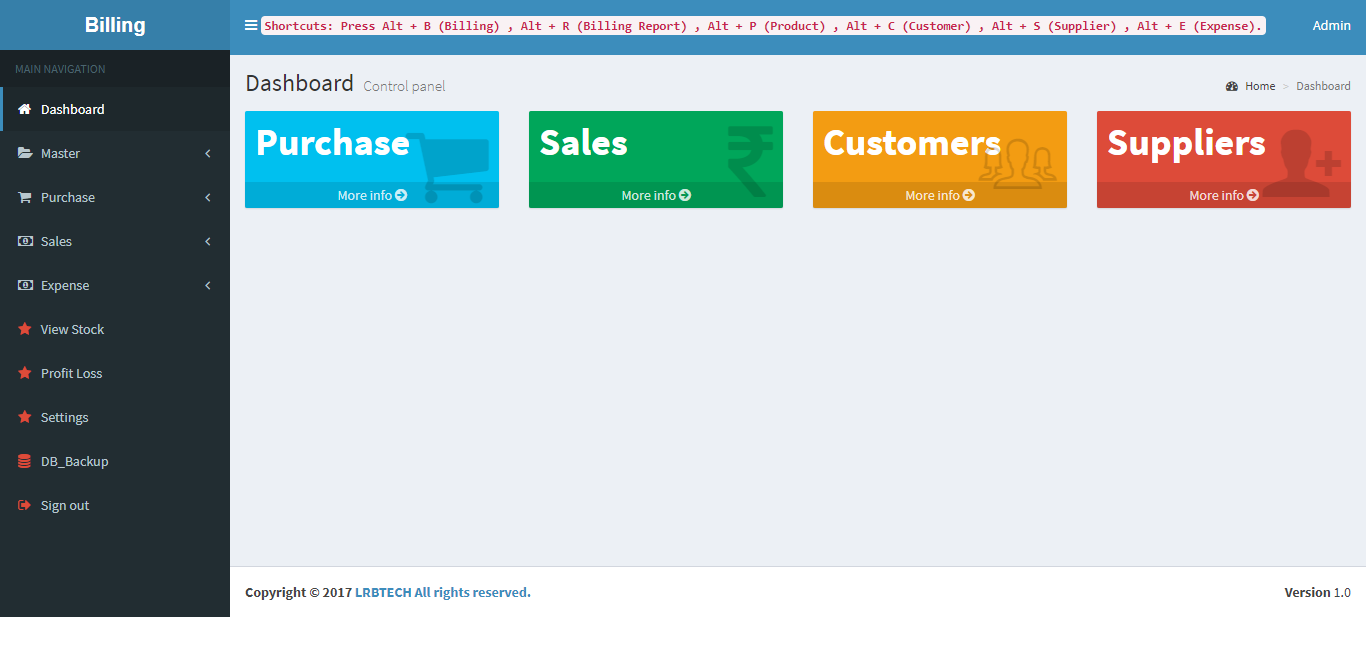 Billing
Shortcuts: Press Alt + B (Billing) , Alt + R (Billing Report) , Alt + P (Product) , Alt + C (Customer) , Alt + S (Supplier) , Alt + E (Expense).
Admin
MAIN NAVIGATION
Dashboard
Master
Purchase
Sales
Expense
View Stock
Profit Loss
Settings
DB_Backup
Sign out
Dashboard Control panel
Home > Dashboard
Purchase
More info
Sales
More info
Customers
More info
Suppliers
More info
Copyright © 2017 LRBTECH All rights reserved.
Version 1.0